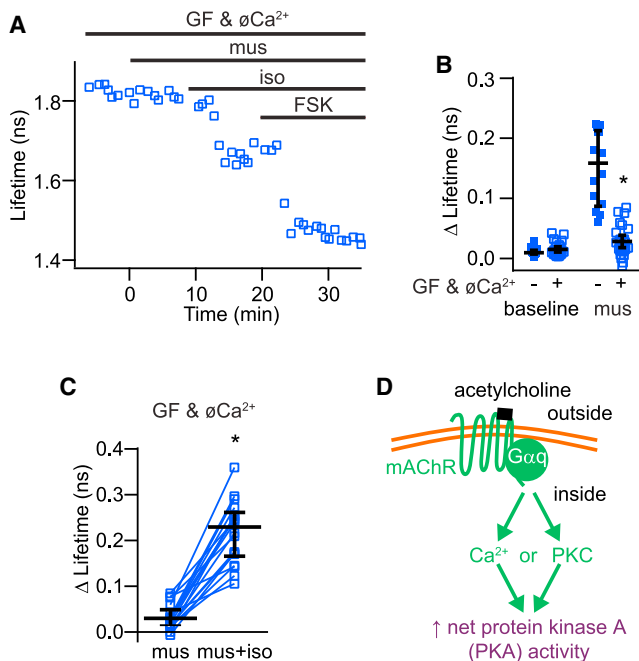 A
GF & øCa²⁺
mus
iso
FSK
Lifetime (ns)
1.8
1.6
1.4
0 10 20 30
Time (min)
B
Δ Lifetime (ns)
0.3
0.2
0.1
0.0
*
GF & øCa²⁺ - + - +
baseline mus
C
GF & øCa²⁺
Δ Lifetime (ns)
0.4
0.3
0.2
0.1
0.0
*
mus mus+iso
D
acetylcholine
outside
mAChR
Gαq
inside
Ca²⁺ or PKC
↑ net protein kinase A
(PKA) activity